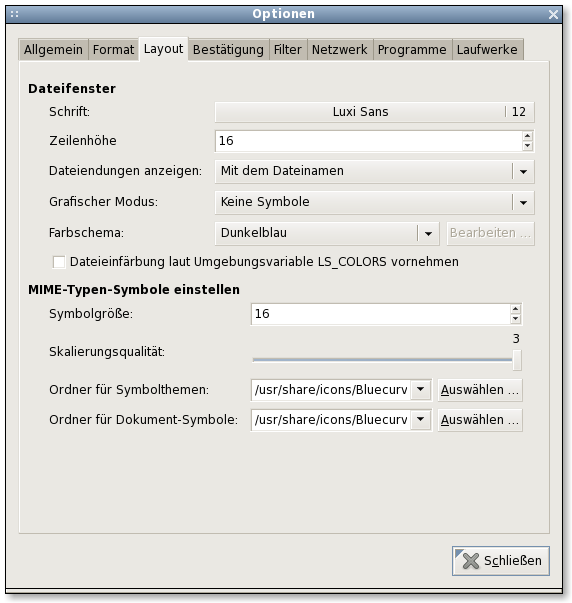 Optionen
Allgemein Format Layout Bestätigung Filter Netzwerk Programme Laufwerke
Dateifenster
Schrift: Luxi Sans 12
Zeilenhöhe 16
Dateiendungen anzeigen: Mit dem Dateinamen
Grafischer Modus: Keine Symbole
Farbschema: Dunkelblau Bearbeiten ...
Dateieinfärbung laut Umgebungsvariable LS_COLORS vornehmen
MIME-Typen-Symbole einstellen
Symbolgröße: 16
3
Skalierungsqualität:
Ordner für Symbolthemen: /usr/share/icons/Bluecurv Auswählen ...
Ordner für Dokument-Symbole: /usr/share/icons/Bluecurv Auswählen ...
Schließen